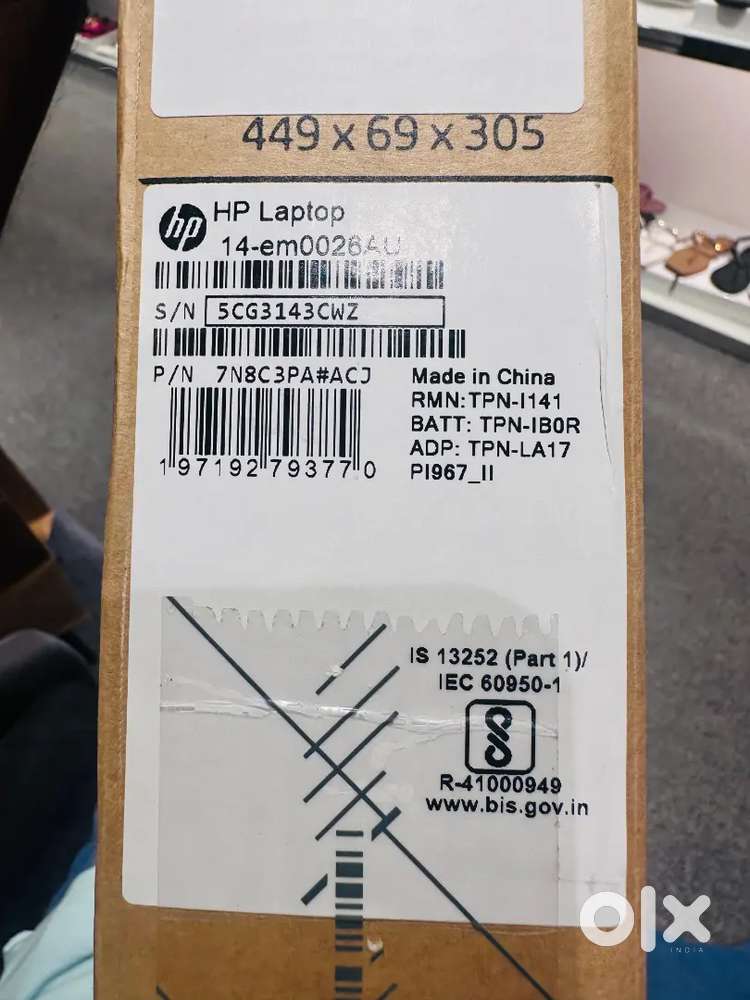 449 x 69 x 305
hp
HP Laptop
14-em0026AU
S/N 5CG3143CWZ
P/N 7N8C3PA#ACJ
1 97192 79377 0
Made in China
RMN:TPN-I141
BATT: TPN-IB0R
ADP: TPN-LA17
PI967_II
IS 13252 (Part 1)/
IEC 60950-1
R-41000949
www.bis.gov.in
olx
INDIA